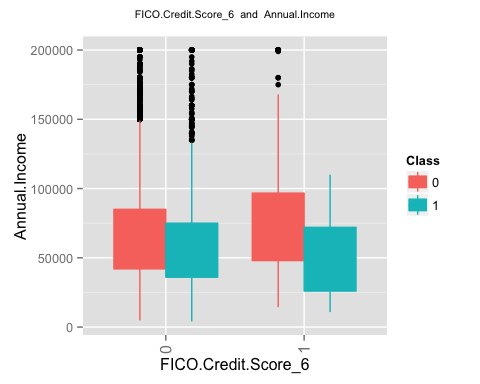 FICO.Credit.Score_6 and Annual.Income
200000
150000
100000
50000
0
Annual.Income
0
1
FICO.Credit.Score_6
Class
0
1